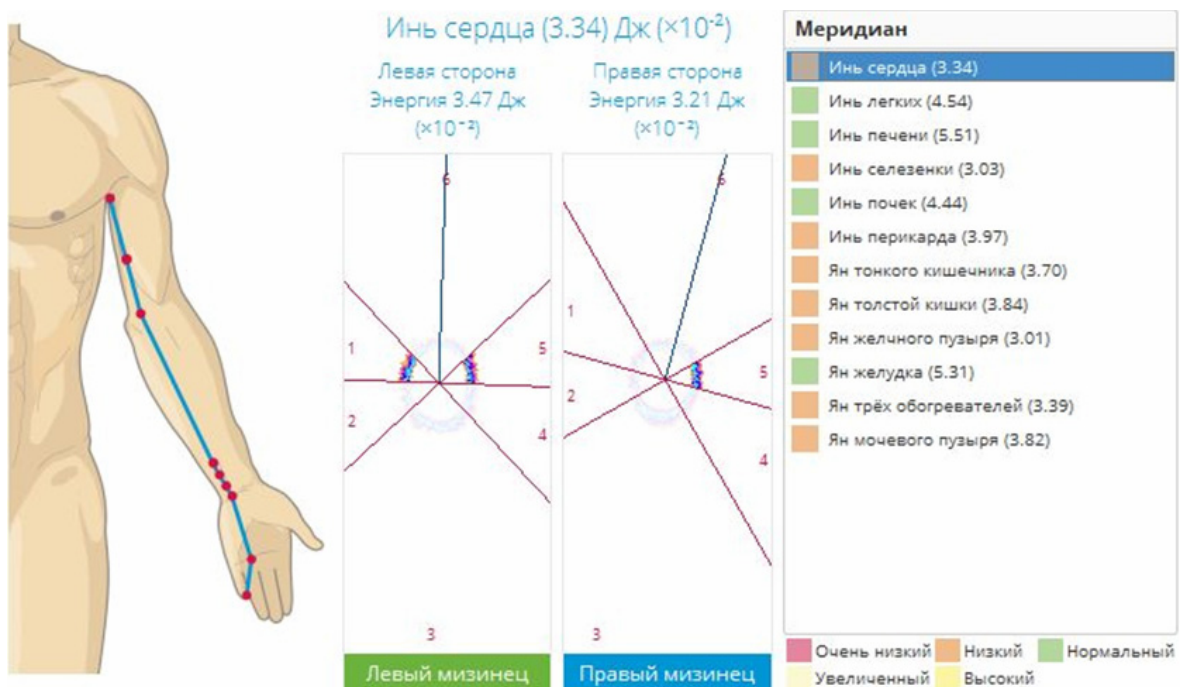 Инь сердца (3.34) Дж (×10⁻²)
Левая сторона
Энергия 3.47 Дж
(×10⁻²)
Правая сторона
Энергия 3.21 Дж
(×10⁻²)
6
1
5
2
4
3
Левый мизинец
6
1
5
2
4
3
Правый мизинец
Меридиан
Инь сердца (3.34)
Инь легких (4.54)
Инь печени (5.51)
Инь селезенки (3.03)
Инь почек (4.44)
Инь перикарда (3.97)
Ян тонкого кишечника (3.70)
Ян толстой кишки (3.84)
Ян желчного пузыря (3.01)
Ян желудка (5.31)
Ян трёх обогревателей (3.39)
Ян мочевого пузыря (3.82)
Очень низкий Низкий Нормальный
Увеличенный Высокий